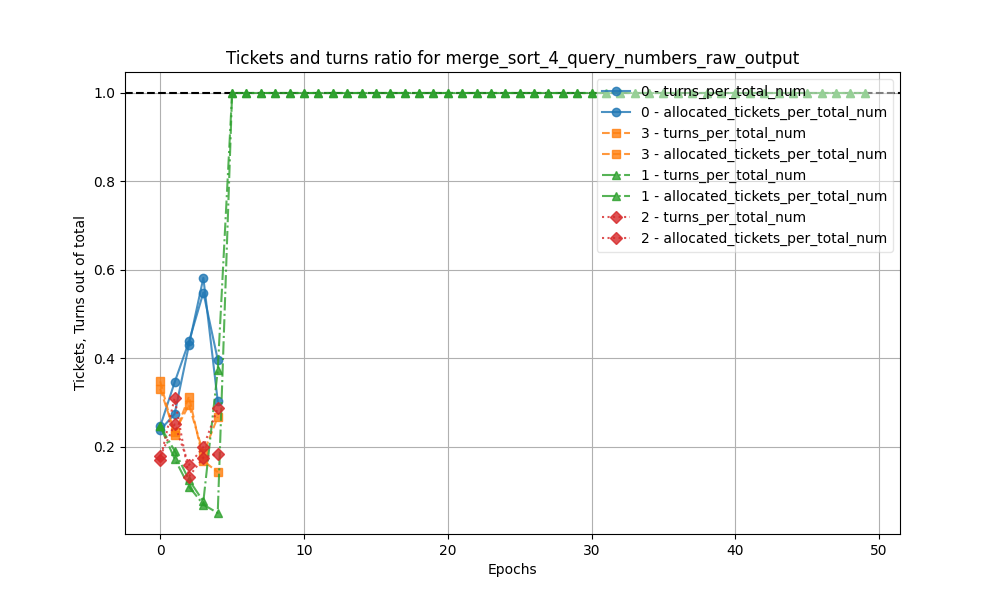 Tickets and turns ratio for merge_sort_4_query_numbers_raw_output
1.0
0.8
0.6
0.4
0.2
Tickets, Turns out of total
0 - turns_per_total_num
0 - allocated_tickets_per_total_num
3 - turns_per_total_num
3 - allocated_tickets_per_total_num
1 - turns_per_total_num
1 - allocated_tickets_per_total_num
2 - turns_per_total_num
2 - allocated_tickets_per_total_num
0 10 20 30 40 50
Epochs